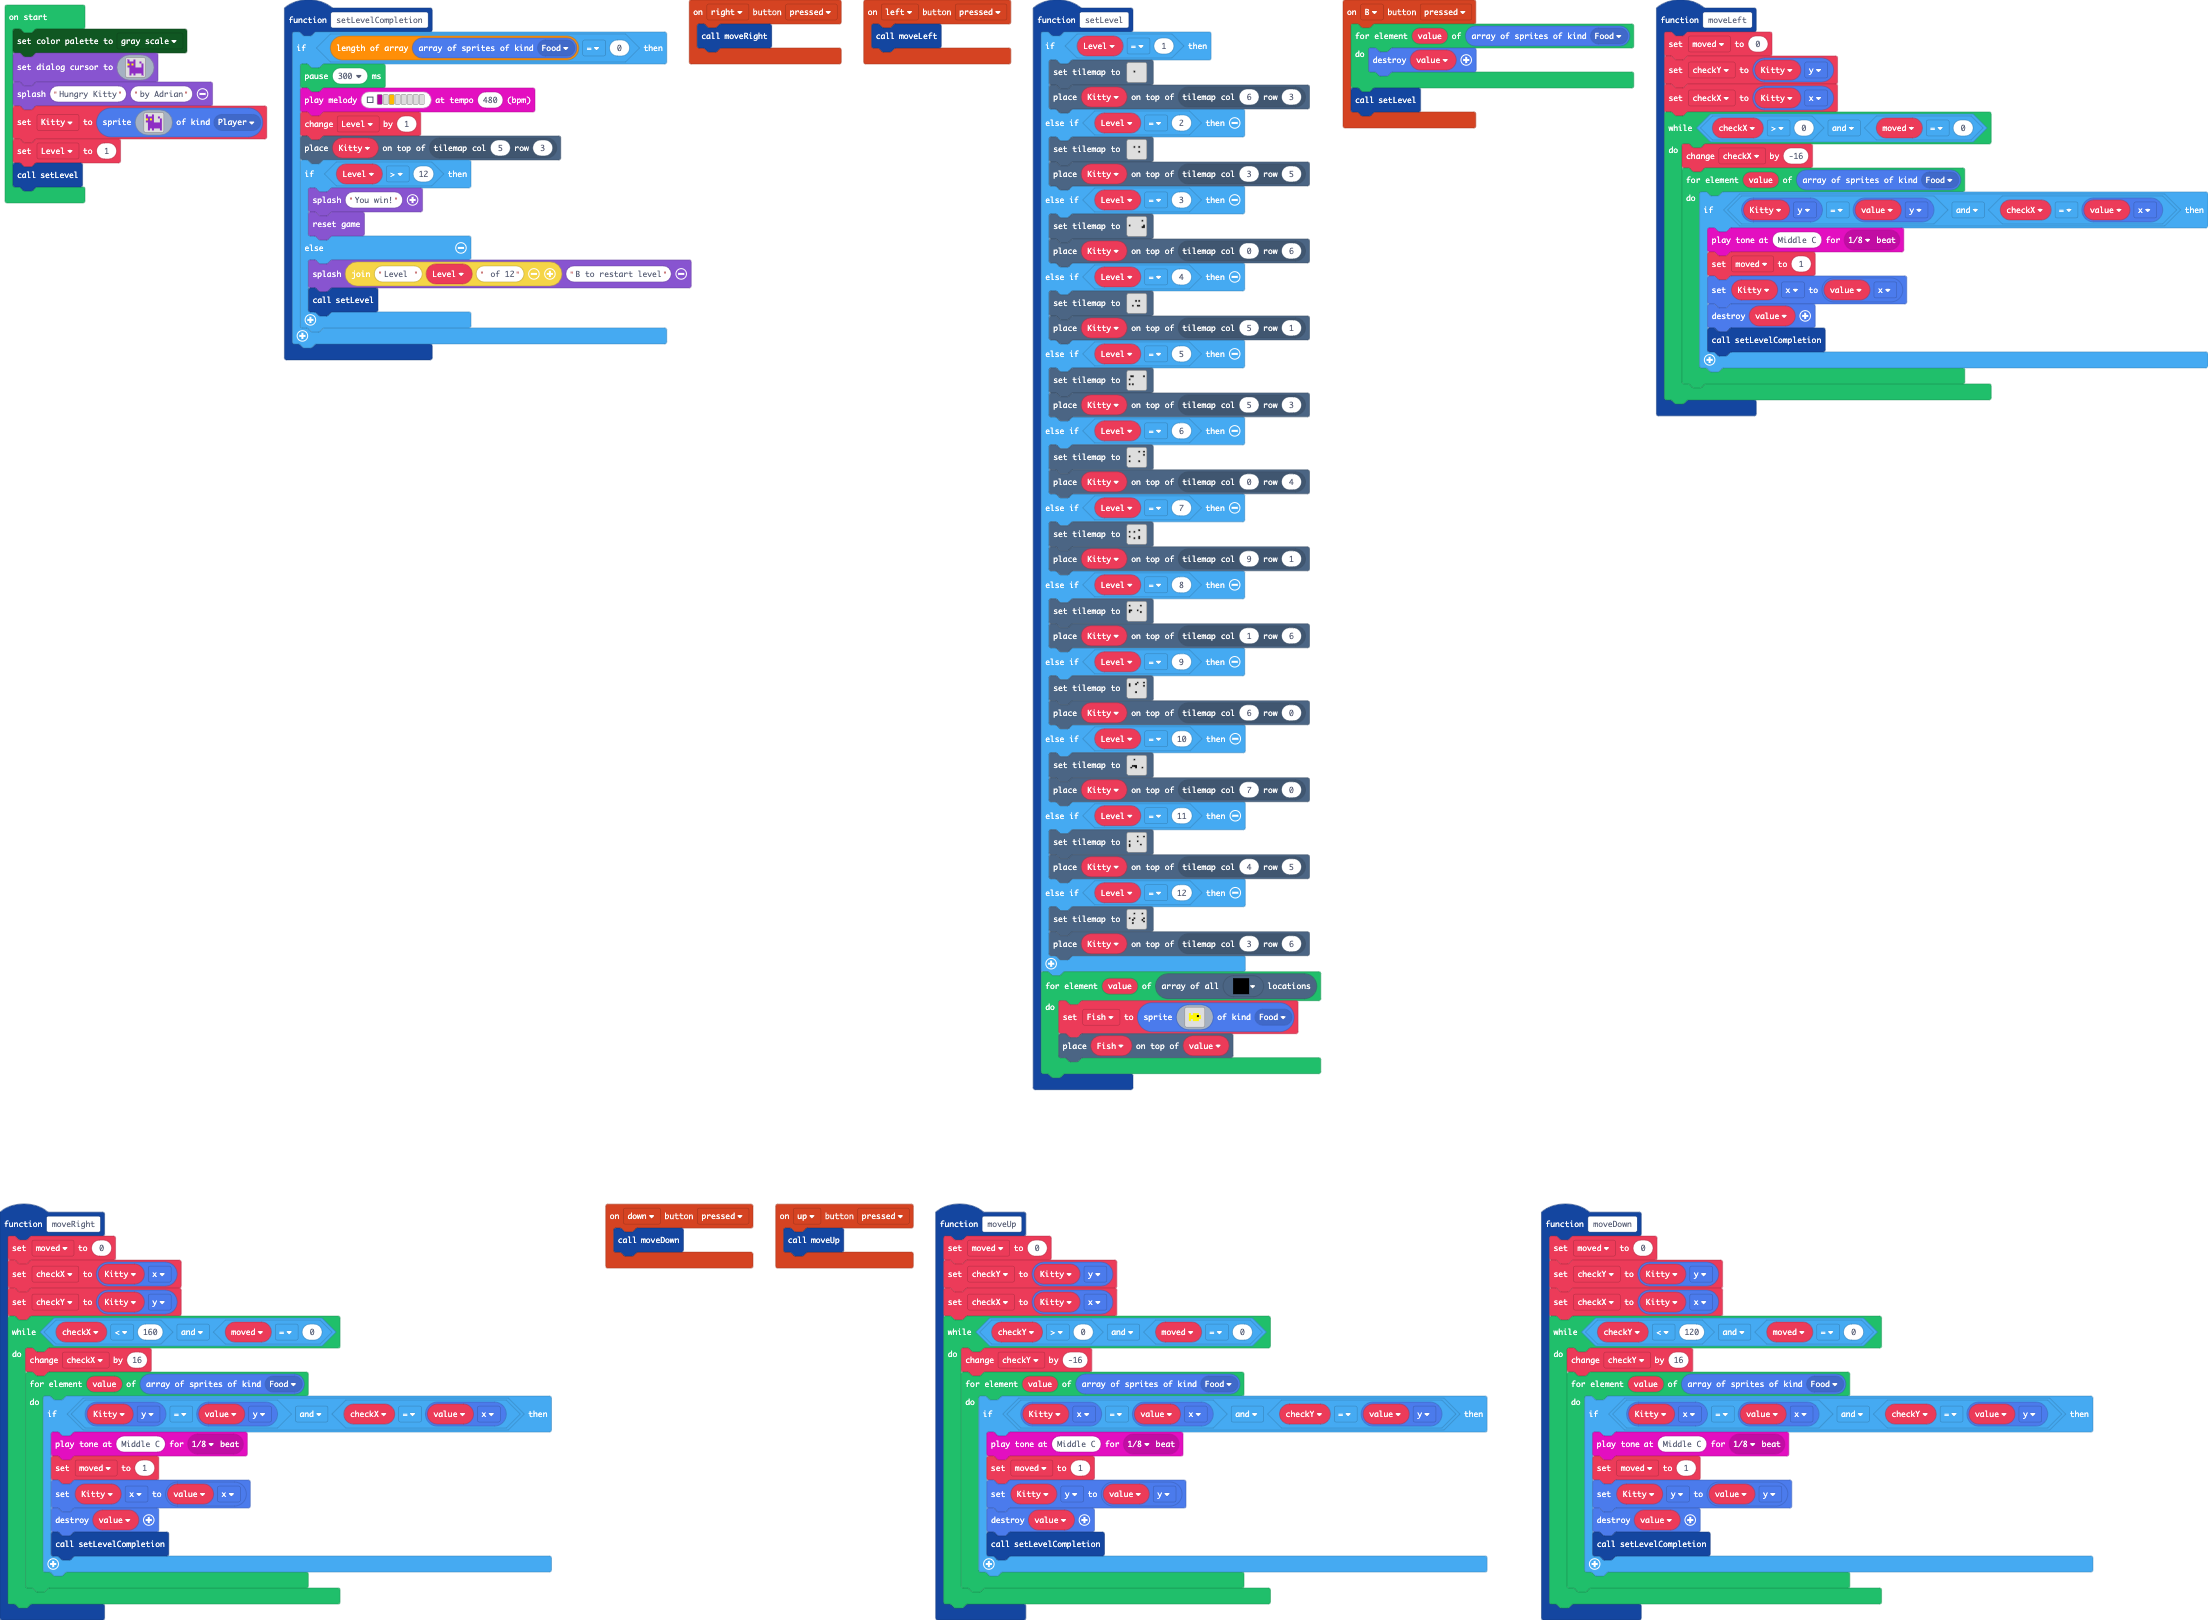 on start
set color palette to gray scale
set dialog cursor to
splash "Hungry Kitty" "by Adrian"
set Kitty to sprite of kind Player
set Level to 1
call setLevel
function setLevelCompletion
if length of array array of sprites of kind Food = 0 then
pause 300 ms
play melody at tempo 480 (bpm)
change Level by 1
place Kitty on top of tilemap col 5 row 3
if Level > 12 then
splash "You win!"
reset game
else
splash join "Level " Level " of 12" "B to restart level"
call setLevel
on right button pressed
call moveRight
on left button pressed
call moveLeft
function setLevel
if Level = 1 then
set tilemap to
place Kitty on top of tilemap col 6 row 3
else if Level = 2 then
set tilemap to
place Kitty on top of tilemap col 3 row 5
else if Level = 3 then
set tilemap to
place Kitty on top of tilemap col 0 row 6
else if Level = 4 then
set tilemap to
place Kitty on top of tilemap col 5 row 1
else if Level = 5 then
set tilemap to
place Kitty on top of tilemap col 5 row 3
else if Level = 6 then
set tilemap to
place Kitty on top of tilemap col 0 row 4
else if Level = 7 then
set tilemap to
place Kitty on top of tilemap col 9 row 1
else if Level = 8 then
set tilemap to
place Kitty on top of tilemap col 1 row 6
else if Level = 9 then
set tilemap to
place Kitty on top of tilemap col 6 row 0
else if Level = 10 then
set tilemap to
place Kitty on top of tilemap col 7 row 0
else if Level = 11 then
set tilemap to
place Kitty on top of tilemap col 4 row 5
else if Level = 12 then
set tilemap to
place Kitty on top of tilemap col 3 row 6
for element value of array of all locations
do
set Fish to sprite of kind Food
place Fish on top of value
on B button pressed
for element value of array of sprites of kind Food
do destroy value
call setLevel
function moveLeft
set moved to 0
set checkY to Kitty y
set checkX to Kitty x
while checkX > 0 and moved = 0
do
change checkX by -16
for element value of array of sprites of kind Food
do
if Kitty y = value y and checkX = value x then
play tone at Middle C for 1/8 beat
set moved to 1
set Kitty x to value x
destroy value
call setLevelCompletion
function moveRight
set moved to 0
set checkX to Kitty x
set checkY to Kitty y
while checkX < 160 and moved = 0
do
change checkX by 16
for element value of array of sprites of kind Food
do
if Kitty y = value y and checkX = value x then
play tone at Middle C for 1/8 beat
set moved to 1
set Kitty x to value x
destroy value
call setLevelCompletion
on down button pressed
call moveDown
on up button pressed
call moveUp
function moveUp
set moved to 0
set checkY to Kitty y
set checkX to Kitty x
while checkY > 0 and moved = 0
do
change checkY by -16
for element value of array of sprites of kind Food
do
if Kitty x = value x and checkY = value y then
play tone at Middle C for 1/8 beat
set moved to 1
set Kitty y to value y
destroy value
call setLevelCompletion
function moveDown
set moved to 0
set checkY to Kitty y
set checkX to Kitty x
while checkY < 120 and moved = 0
do
change checkY by 16
for element value of array of sprites of kind Food
do
if Kitty x = value x and checkY = value y then
play tone at Middle C for 1/8 beat
set moved to 1
set Kitty y to value y
destroy value
call setLevelCompletion